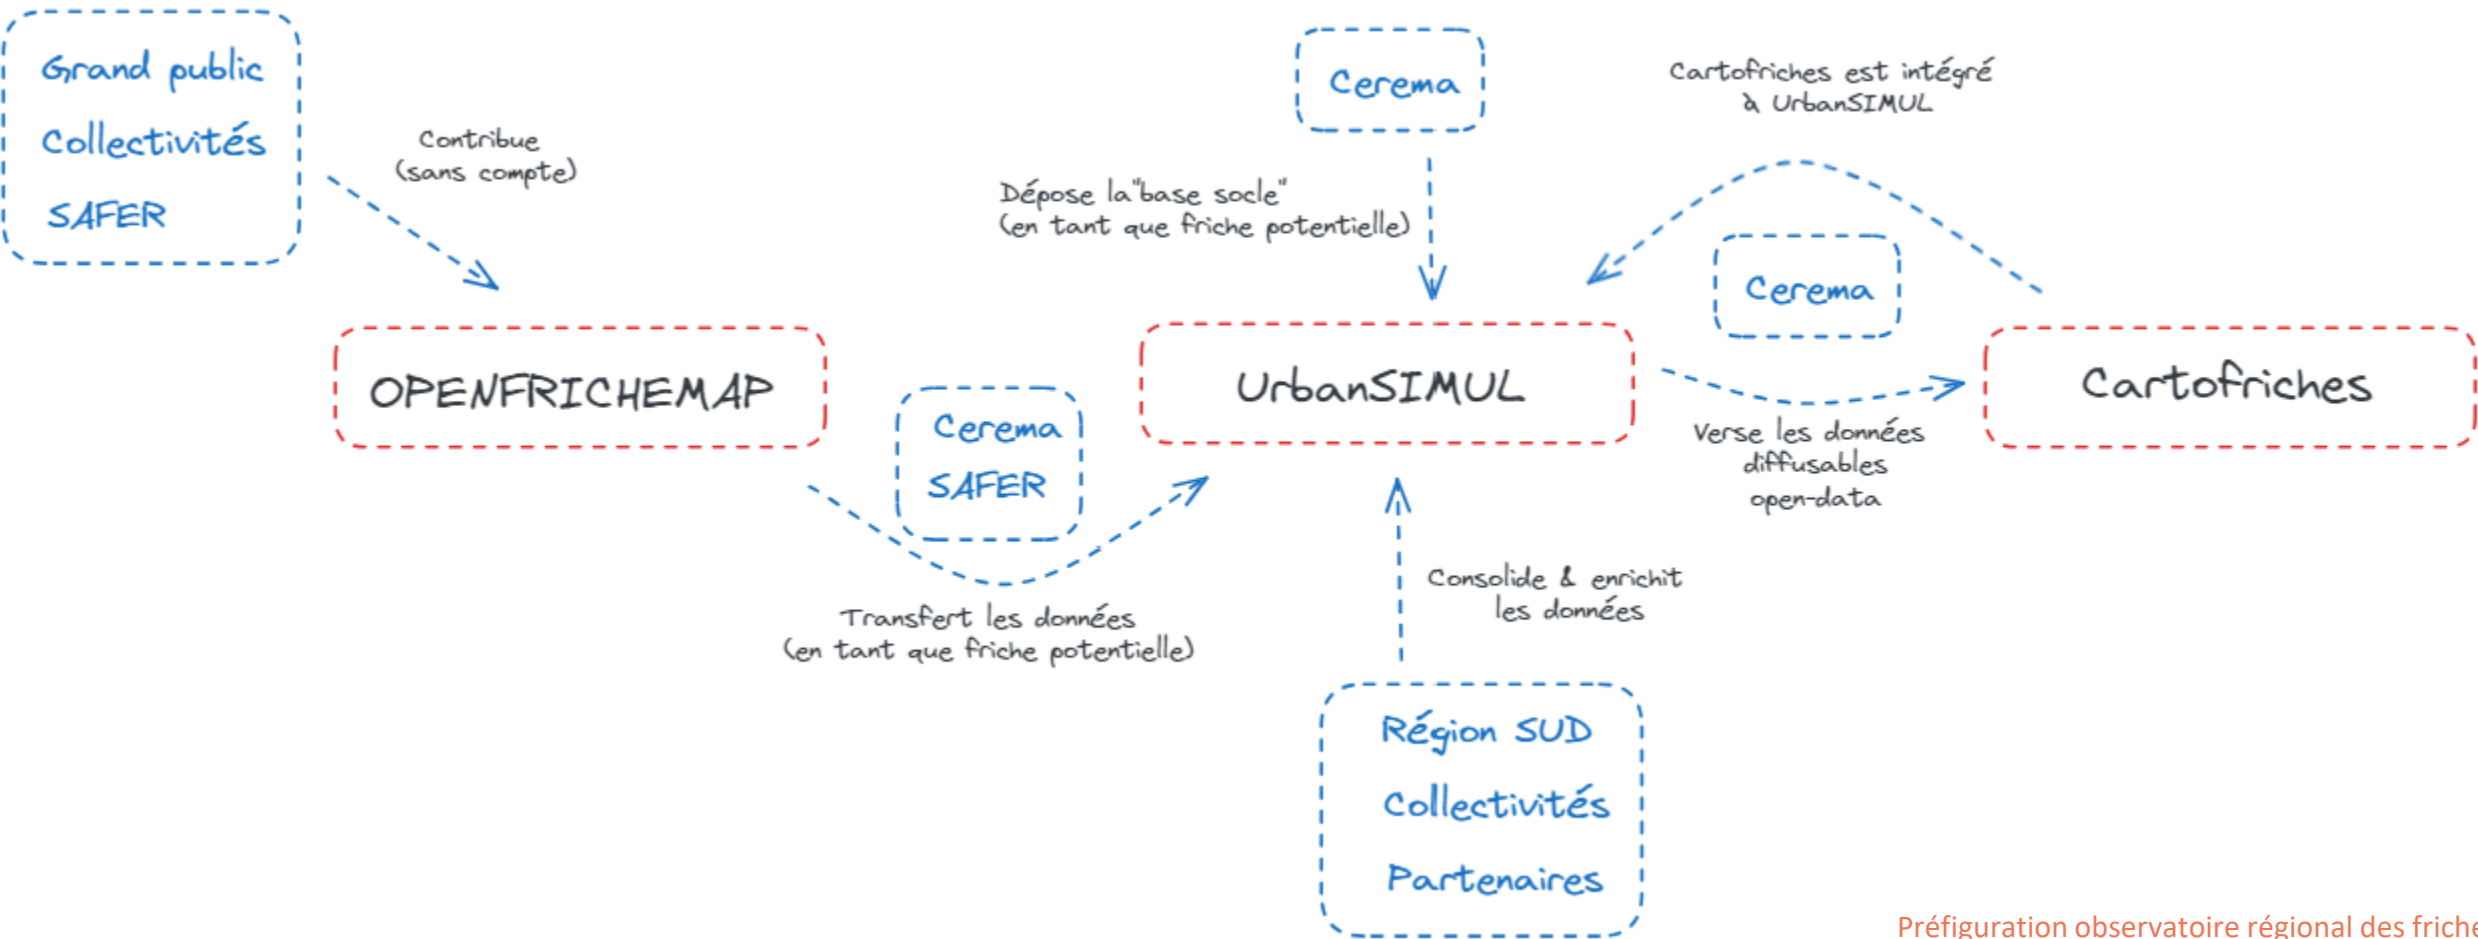 Grand public
Collectivités
SAFER
Contribue
(sans compte)
OPENFRICHEMAP
Cerema
SAFER
Transfert les données
(en tant que friche potentielle)
Cerema
Dépose la"base socle"
(en tant que friche potentielle)
UrbanSIMUL
Consolide & enrichit
les données
Région SUD
Collectivités
Partenaires
Cartofriches est intégré
à UrbanSIMUL
Cerema
Verse les données
diffusables
open-data
Cartofriches
Préfiguration observatoire régional des friche